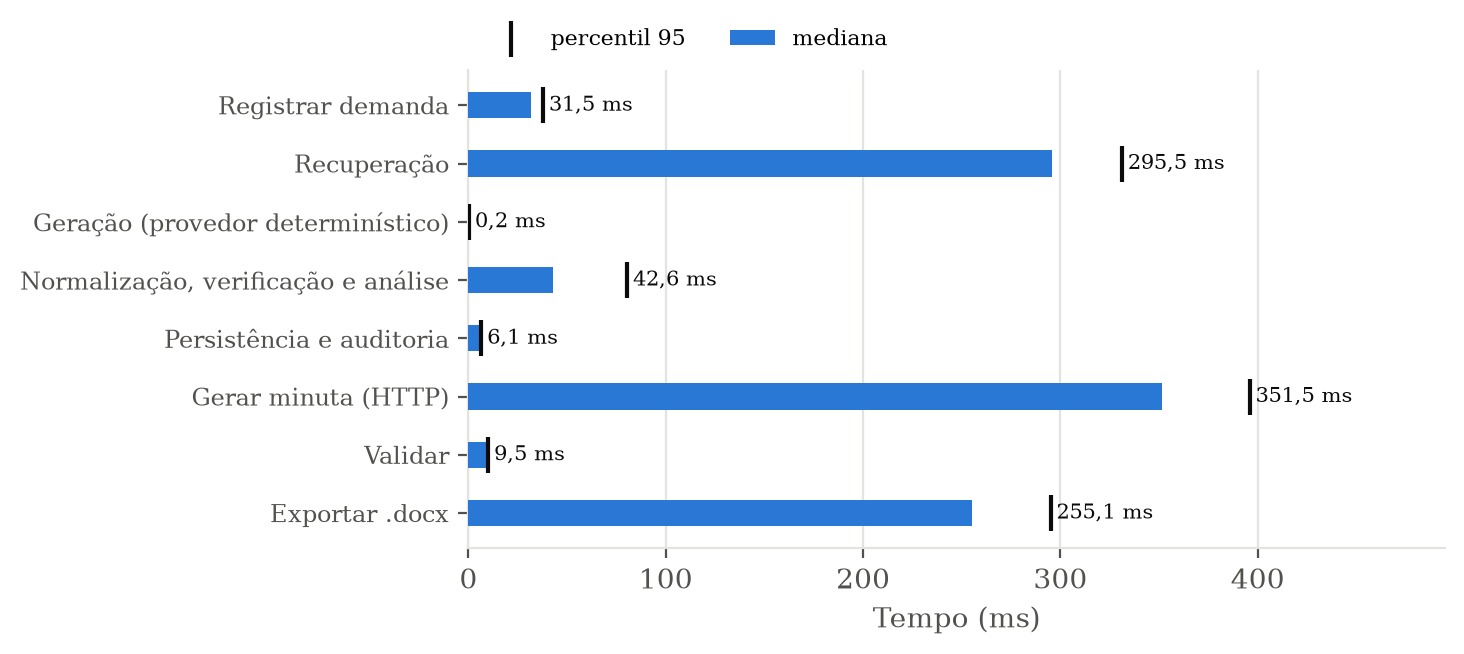 percentil 95 mediana
Registrar demanda 31,5 ms
Recuperação 295,5 ms
Geração (provedor determinístico) 0,2 ms
Normalização, verificação e análise 42,6 ms
Persistência e auditoria 6,1 ms
Gerar minuta (HTTP) 351,5 ms
Validar 9,5 ms
Exportar .docx 255,1 ms
0 100 200 300 400
Tempo (ms)